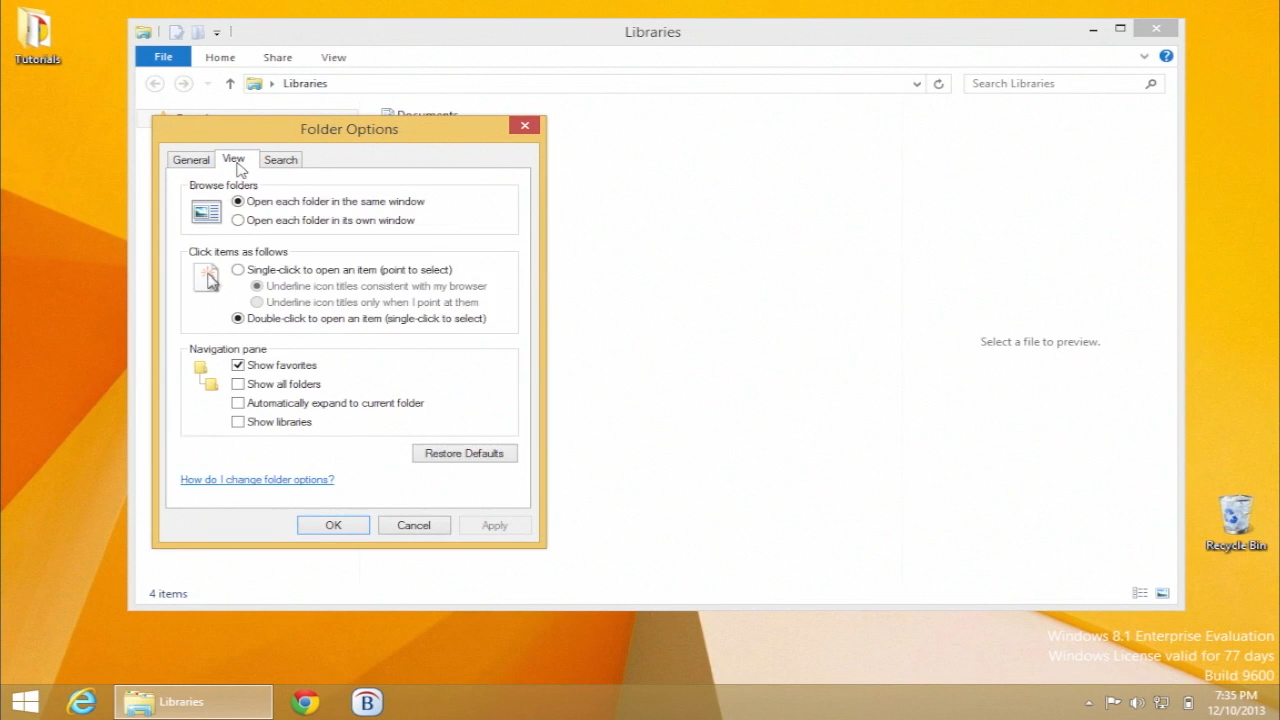 Tutorials
Libraries
File
Home
Share
View
Libraries
Search Libraries
Documents
Folder Options
General
View
Search
Browse folders
Open each folder in the same window
Open each folder in its own window
Click items as follows
Single-click to open an item (point to select)
Underline icon titles consistent with my browser
Underline icon titles only when I point at them
Double-click to open an item (single-click to select)
Navigation pane
Show favorites
Show all folders
Automatically expand to current folder
Show libraries
Restore Defaults
How do I change folder options?
OK
Cancel
Apply
Select a file to preview.
4 items
Recycle Bin
Windows 8.1 Enterprise Evaluation
Windows License valid for 77 days
Build 9600
Libraries
B
7:35 PM
12/10/2013